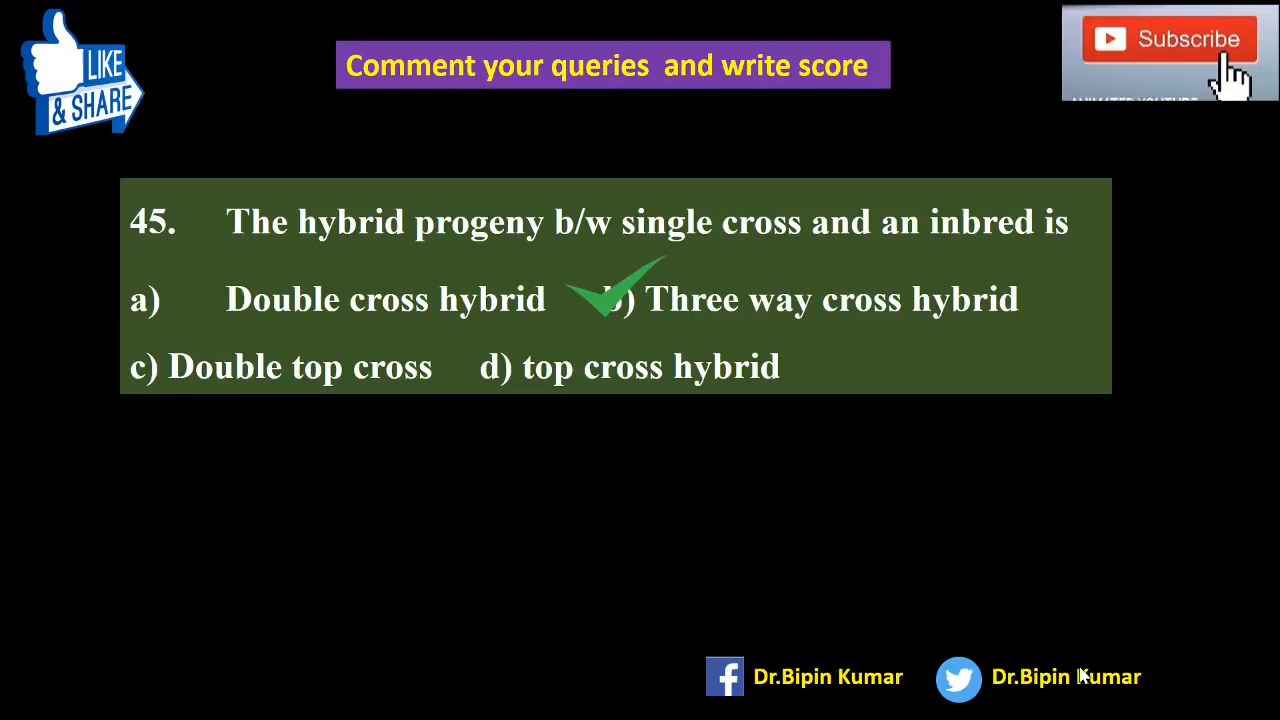 LIKE
& SHARE
Comment your queries and write score
Subscribe
45. The hybrid progeny b/w single cross and an inbred is
a) Double cross hybrid b) Three way cross hybrid
c) Double top cross d) top cross hybrid
Dr.Bipin Kumar Dr.Bipin Kumar